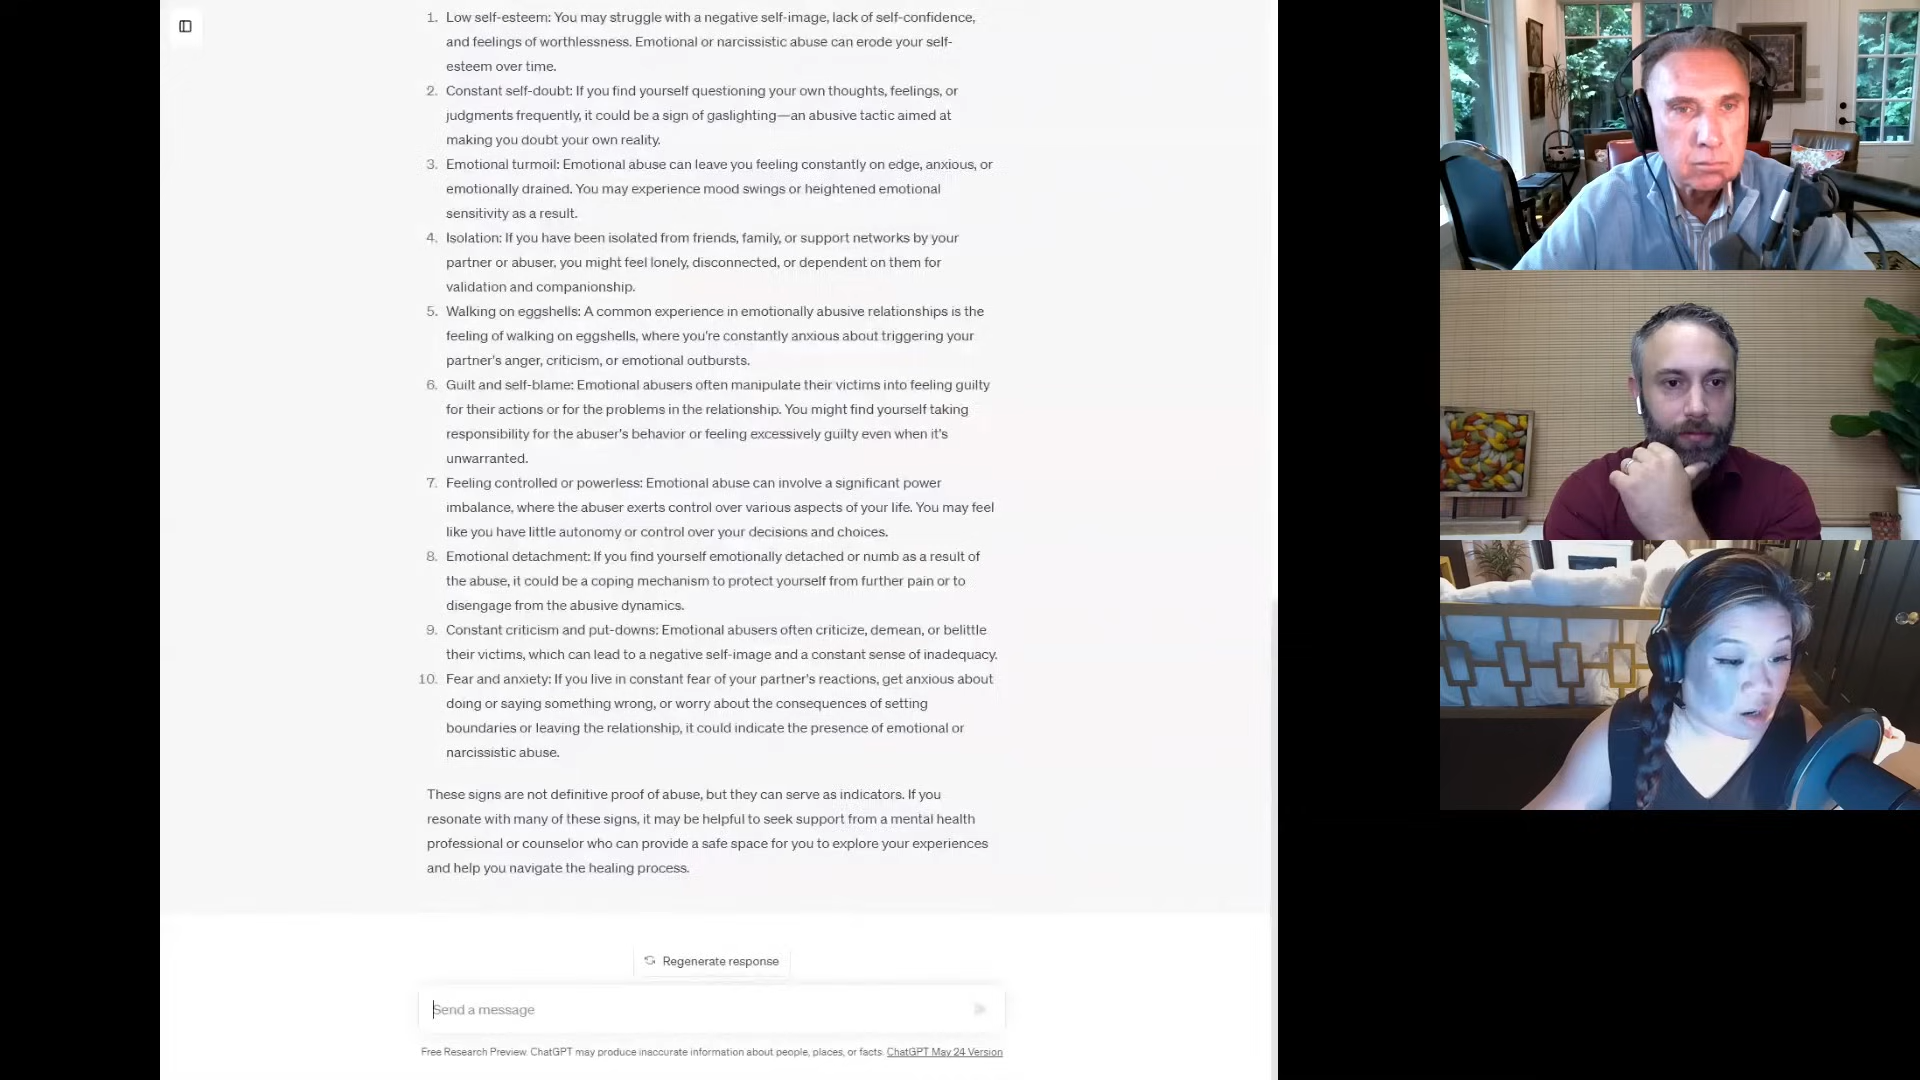 1. Low self-esteem: You may struggle with a negative self-image, lack of self-confidence,
and feelings of worthlessness. Emotional or narcissistic abuse can erode your self-
esteem over time.
2. Constant self-doubt: If you find yourself questioning your own thoughts, feelings, or
judgments frequently, it could be a sign of gaslighting—an abusive tactic aimed at
making you doubt your own reality.
3. Emotional turmoil: Emotional abuse can leave you feeling constantly on edge, anxious, or
emotionally drained. You may experience mood swings or heightened emotional
sensitivity as a result.
4. Isolation: If you have been isolated from friends, family, or support networks by your
partner or abuser, you might feel lonely, disconnected, or dependent on them for
validation and companionship.
5. Walking on eggshells: A common experience in emotionally abusive relationships is the
feeling of walking on eggshells, where you're constantly anxious about triggering your
partner's anger, criticism, or emotional outbursts.
6. Guilt and self-blame: Emotional abusers often manipulate their victims into feeling guilty
for their actions or for the problems in the relationship. You might find yourself taking
responsibility for the abuser's behavior or feeling excessively guilty even when it's
unwarranted.
7. Feeling controlled or powerless: Emotional abuse can involve a significant power
imbalance, where the abuser exerts control over various aspects of your life. You may feel
like you have little autonomy or control over your decisions and choices.
8. Emotional detachment: If you find yourself emotionally detached or numb as a result of
the abuse, it could be a coping mechanism to protect yourself from further pain or to
disengage from the abusive dynamics.
9. Constant criticism and put-downs: Emotional abusers often criticize, demean, or belittle
their victims, which can lead to a negative self-image and a constant sense of inadequacy.
10. Fear and anxiety: If you live in constant fear of your partner's reactions, get anxious about
doing or saying something wrong, or worry about the consequences of setting
boundaries or leaving the relationship, it could indicate the presence of emotional or
narcissistic abuse.
These signs are not definitive proof of abuse, but they can serve as indicators. If you
resonate with many of these signs, it may be helpful to seek support from a mental health
professional or counselor who can provide a safe space for you to explore your experiences
and help you navigate the healing process.
Regenerate response
Send a message
Free Research Preview. ChatGPT may produce inaccurate information about people, places, or facts. ChatGPT May 24 Version